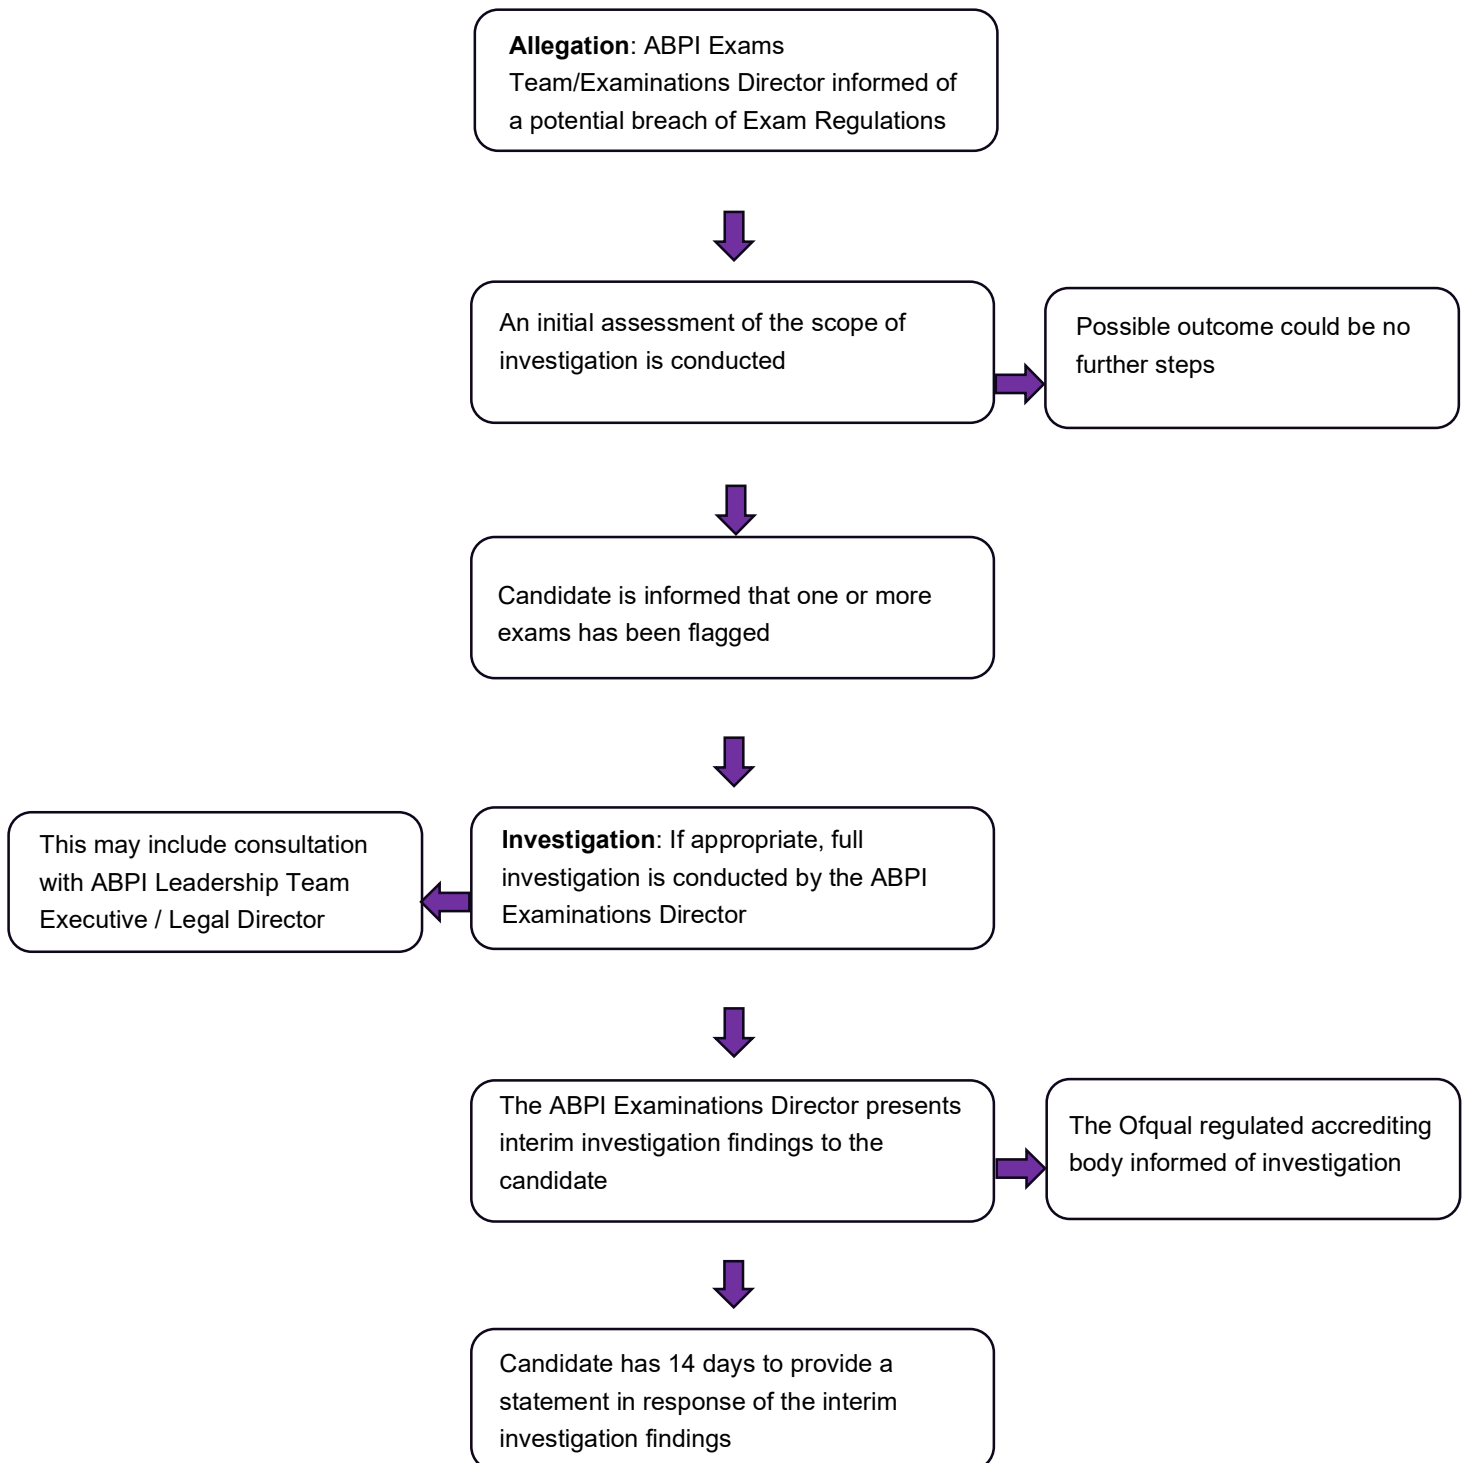 Allegation: ABPI Exams
Team/Examinations Director informed of
a potential breach of Exam Regulations
An initial assessment of the scope of
investigation is conducted
Possible outcome could be no
further steps
Candidate is informed that one or more
exams has been flagged
This may include consultation
with ABPI Leadership Team
Executive / Legal Director
Investigation: If appropriate, full
investigation is conducted by the ABPI
Examinations Director
The ABPI Examinations Director presents
interim investigation findings to the
candidate
The Ofqual regulated accrediting
body informed of investigation
Candidate has 14 days to provide a
statement in response of the interim
investigation findings